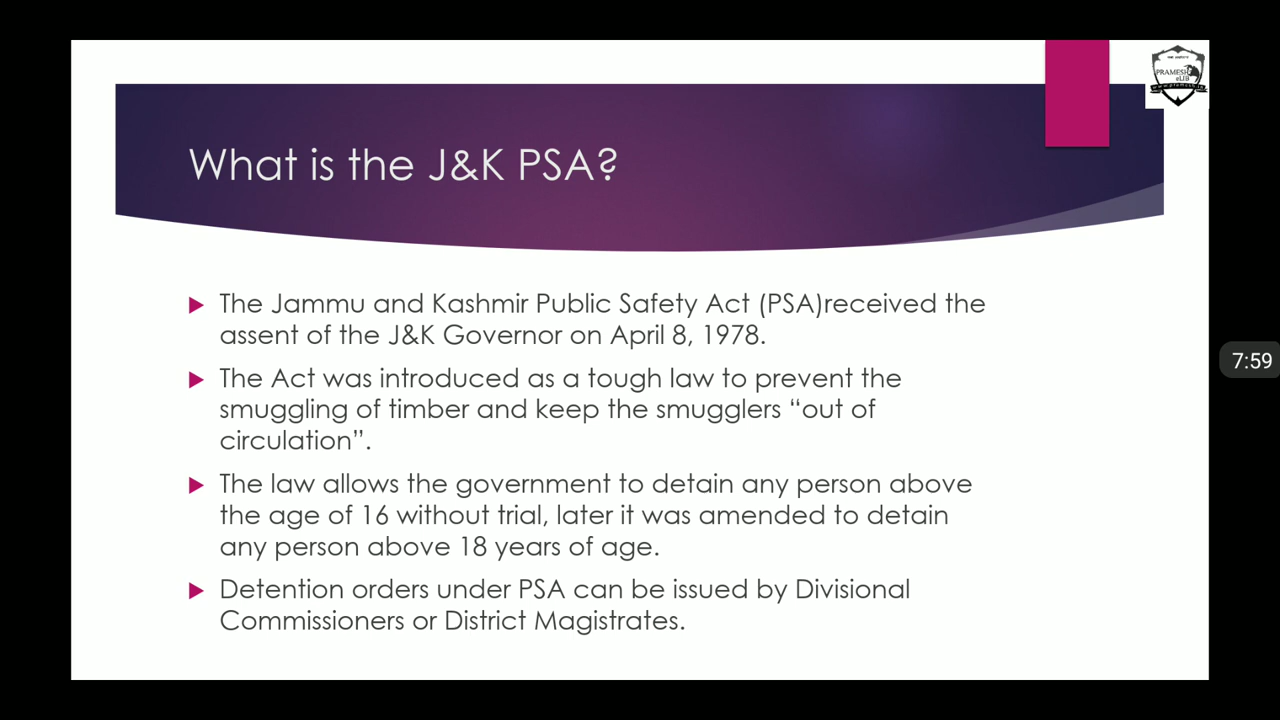 PRAMESH
eLIB
What is the J&K PSA?
The Jammu and Kashmir Public Safety Act (PSA)received the
assent of the J&K Governor on April 8, 1978.
The Act was introduced as a tough law to prevent the
smuggling of timber and keep the smugglers “out of
circulation”.
7:59
The law allows the government to detain any person above
the age of 16 without trial, later it was amended to detain
any person above 18 years of age.
Detention orders under PSA can be issued by Divisional
Commissioners or District Magistrates.